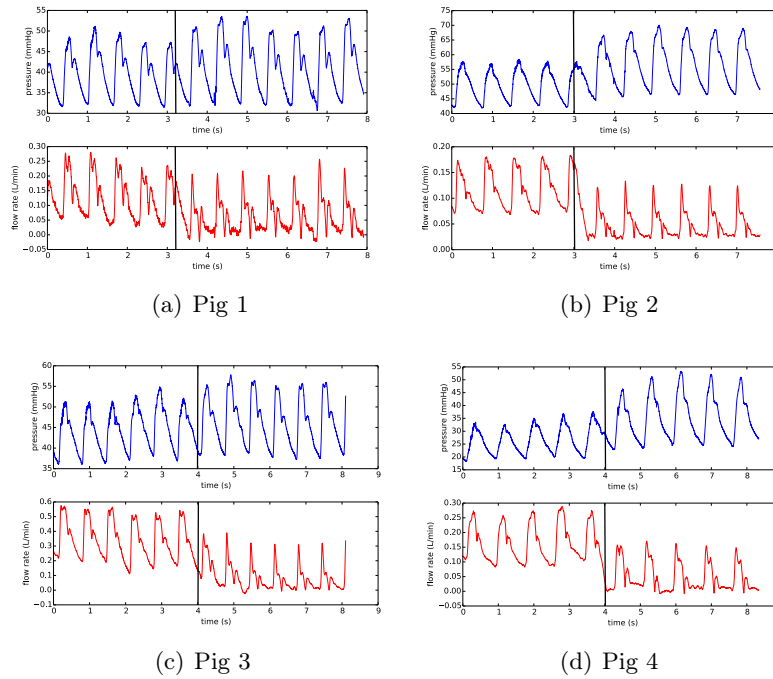 55
50
45
40
35
30
pressure (mmHg)
0 1 2 3 4 5 6 7 8
time (s)
0.30
0.25
0.20
0.15
0.10
0.05
0.00
−0.05
flow rate (L/min)
0 1 2 3 4 5 6 7 8
time (s)
(a) Pig 1
75
70
65
60
55
50
45
40
pressure (mmHg)
0 1 2 3 4 5 6 7
time (s)
0.20
0.15
0.10
0.05
0.00
flow rate (L/min)
0 1 2 3 4 5 6 7
time (s)
(b) Pig 2
60
55
50
45
40
35
pressure (mmHg)
0 1 2 3 4 5 6 7 8 9
time (s)
0.6
0.5
0.4
0.3
0.2
0.1
0.0
−0.1
flow rate (L/min)
0 1 2 3 4 5 6 7 8 9
time (s)
(c) Pig 3
55
50
45
40
35
30
25
20
15
pressure (mmHg)
0 1 2 3 4 5 6 7 8
time (s)
0.30
0.25
0.20
0.15
0.10
0.05
0.00
−0.05
flow rate (L/min)
0 1 2 3 4 5 6 7 8
time (s)
(d) Pig 4